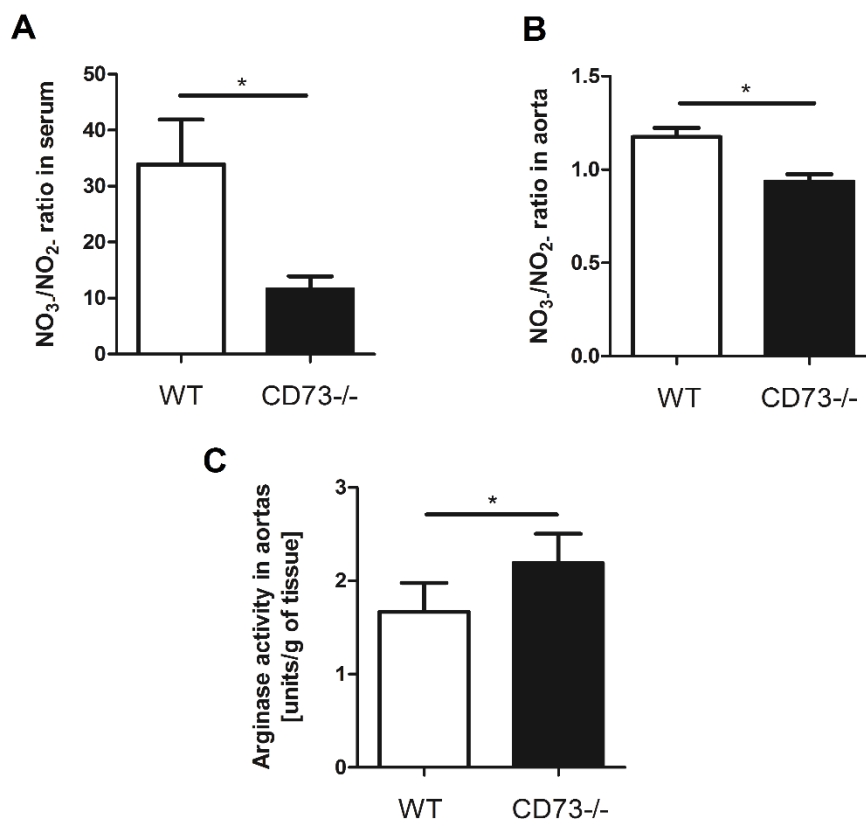 A
NO3-/NO2- ratio in serum
50
40
30
20
10
0
*
WT
CD73-/-
B
NO3-/NO2- ratio in aorta
1.5
1.0
0.5
0.0
*
WT
CD73-/-
C
Arginase activity in aortas
[units/g of tissue]
3
2
1
0
*
WT
CD73-/-